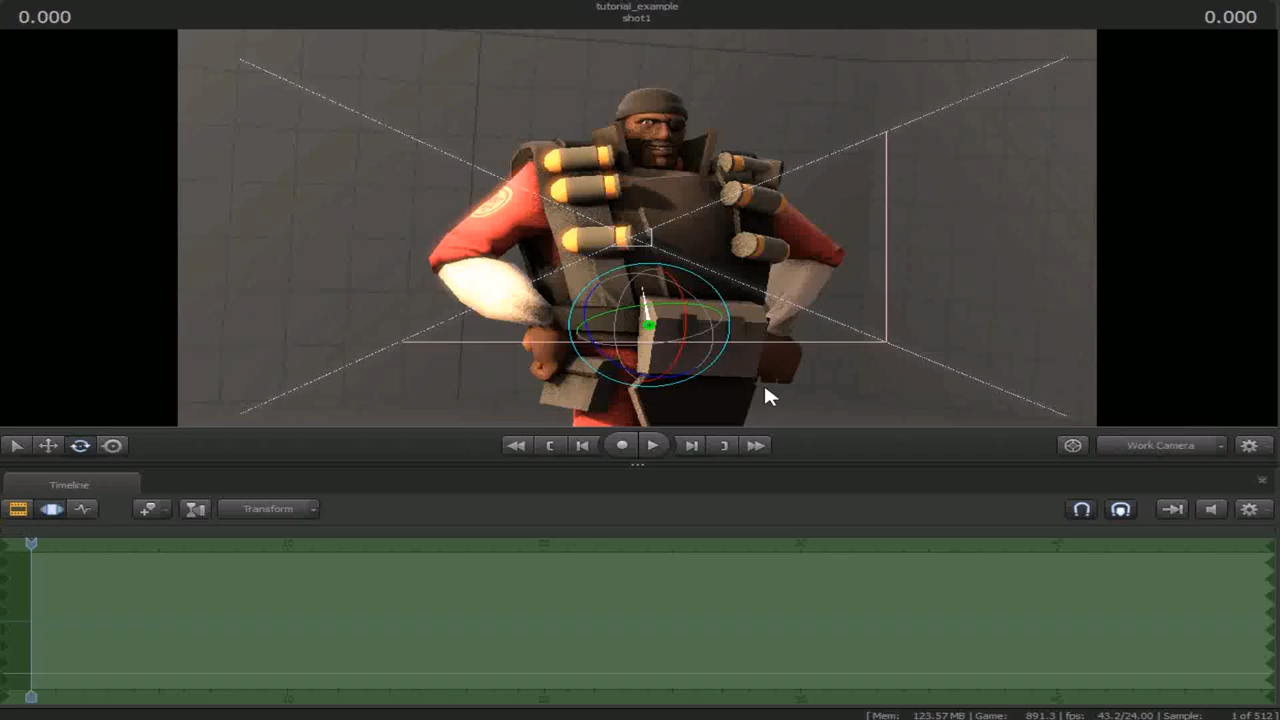 0.000
tutorial_example
shot1
0.000
Work Camera
Timeline
Transform
[ Mem: 123.57 MB | Game: 891.3 | fps: 43.2/24.00 | Sample: 1 of 512 ]